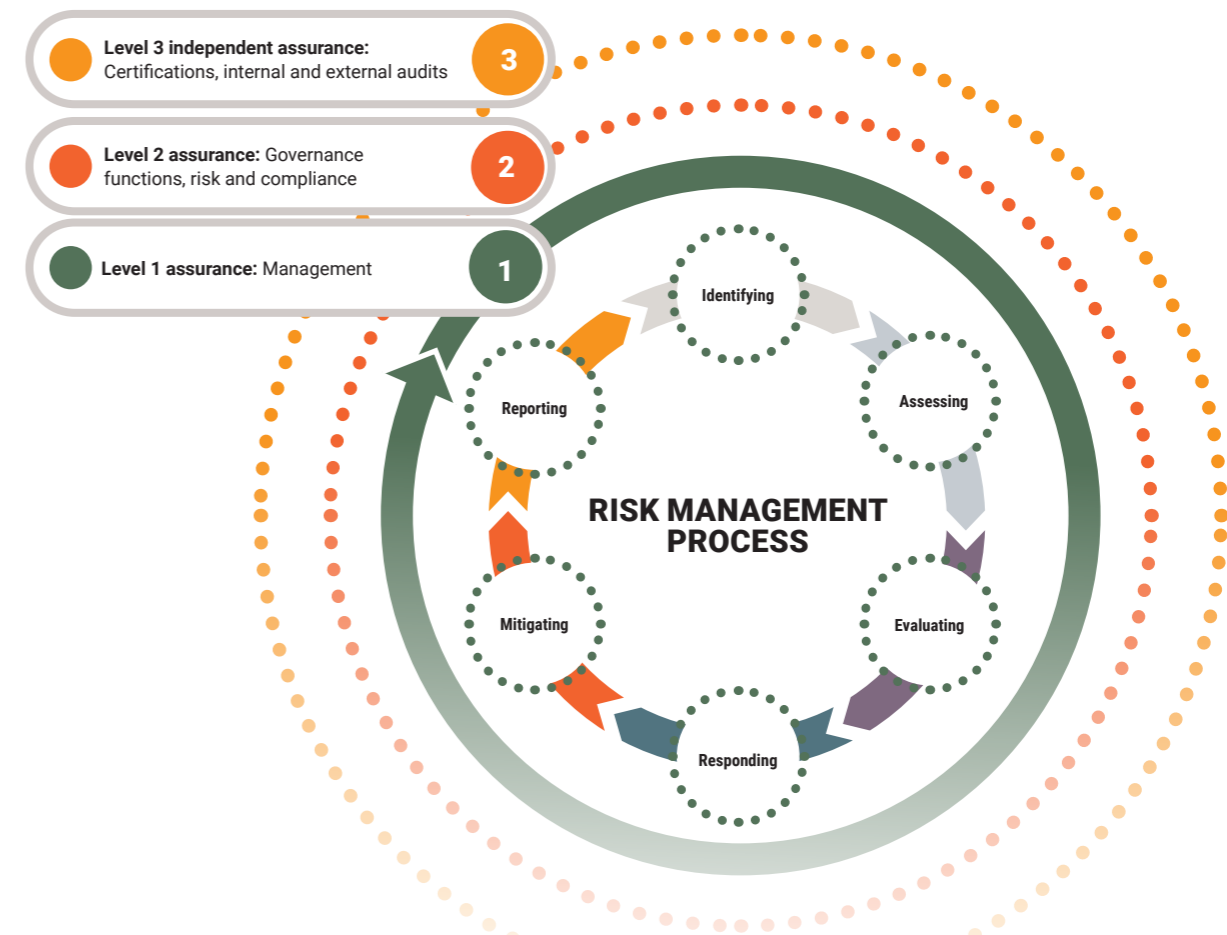 Level 3 independent assurance:
Certifications, internal and external audits
3
Level 2 assurance: Governance
functions, risk and compliance
2
Level 1 assurance: Management
1
Identifying
Assessing
Reporting
RISK MANAGEMENT
PROCESS
Mitigating
Evaluating
Responding